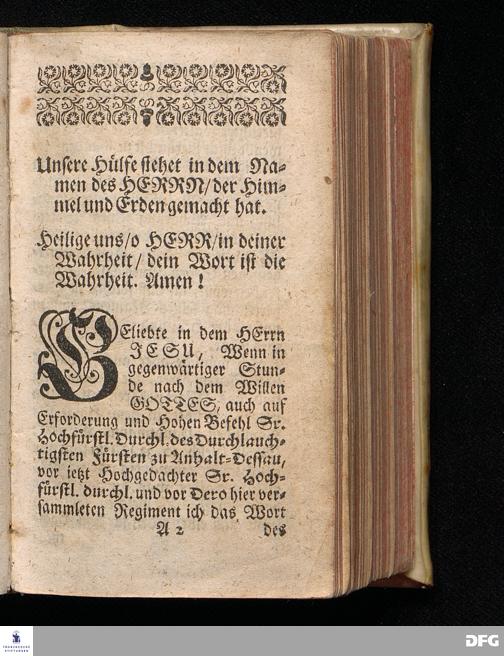 Unsere Hülfe stehet in dem Na-
men des HERRN/der Him-
mel und Erden gemacht hat.
Heilige uns/o HERR/in deiner
Wahrheit/ dein Wort ist die
Wahrheit. Amen!
GEliebte in dem HErrn
JESU, Wenn in
gegenwärtiger Stun-
de nach dem Willen
GOTTES, auch auf
Erforderung und Hohen Befehl Sr.
Hochfürstl. Durchl. des Durchlauch-
tigsten Fürsten zu Anhalt-Dessau,
vor jetzt Hochgedachter Sr. Hoch-
fürstl. durchl. und vor Dero hier ver-
sammleten Regiment ich das Wort
A 2 des
FRANCKESCHE
STIFTUNGEN
DFG